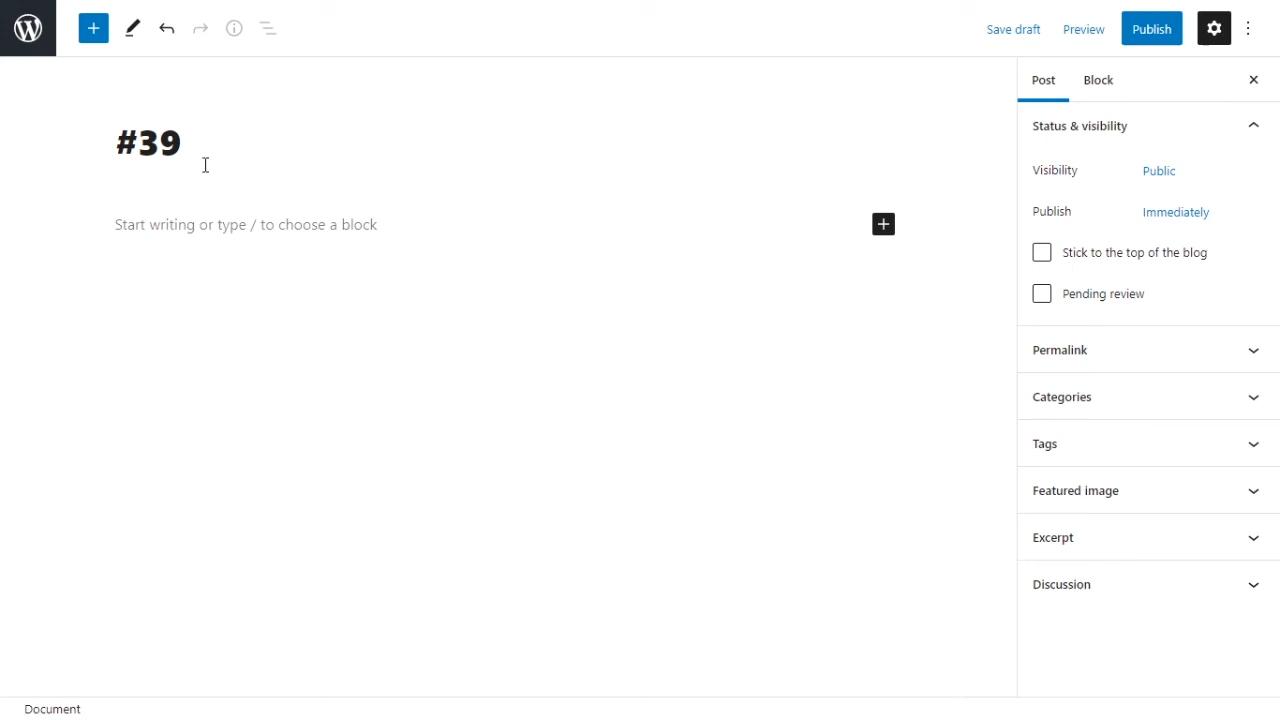 Save draft Preview Publish
Post Block
#39
Status & visibility
Visibility Public
Publish Immediately
Start writing or type / to choose a block
Stick to the top of the blog
Pending review
Permalink
Categories
Tags
Featured image
Excerpt
Discussion
Document